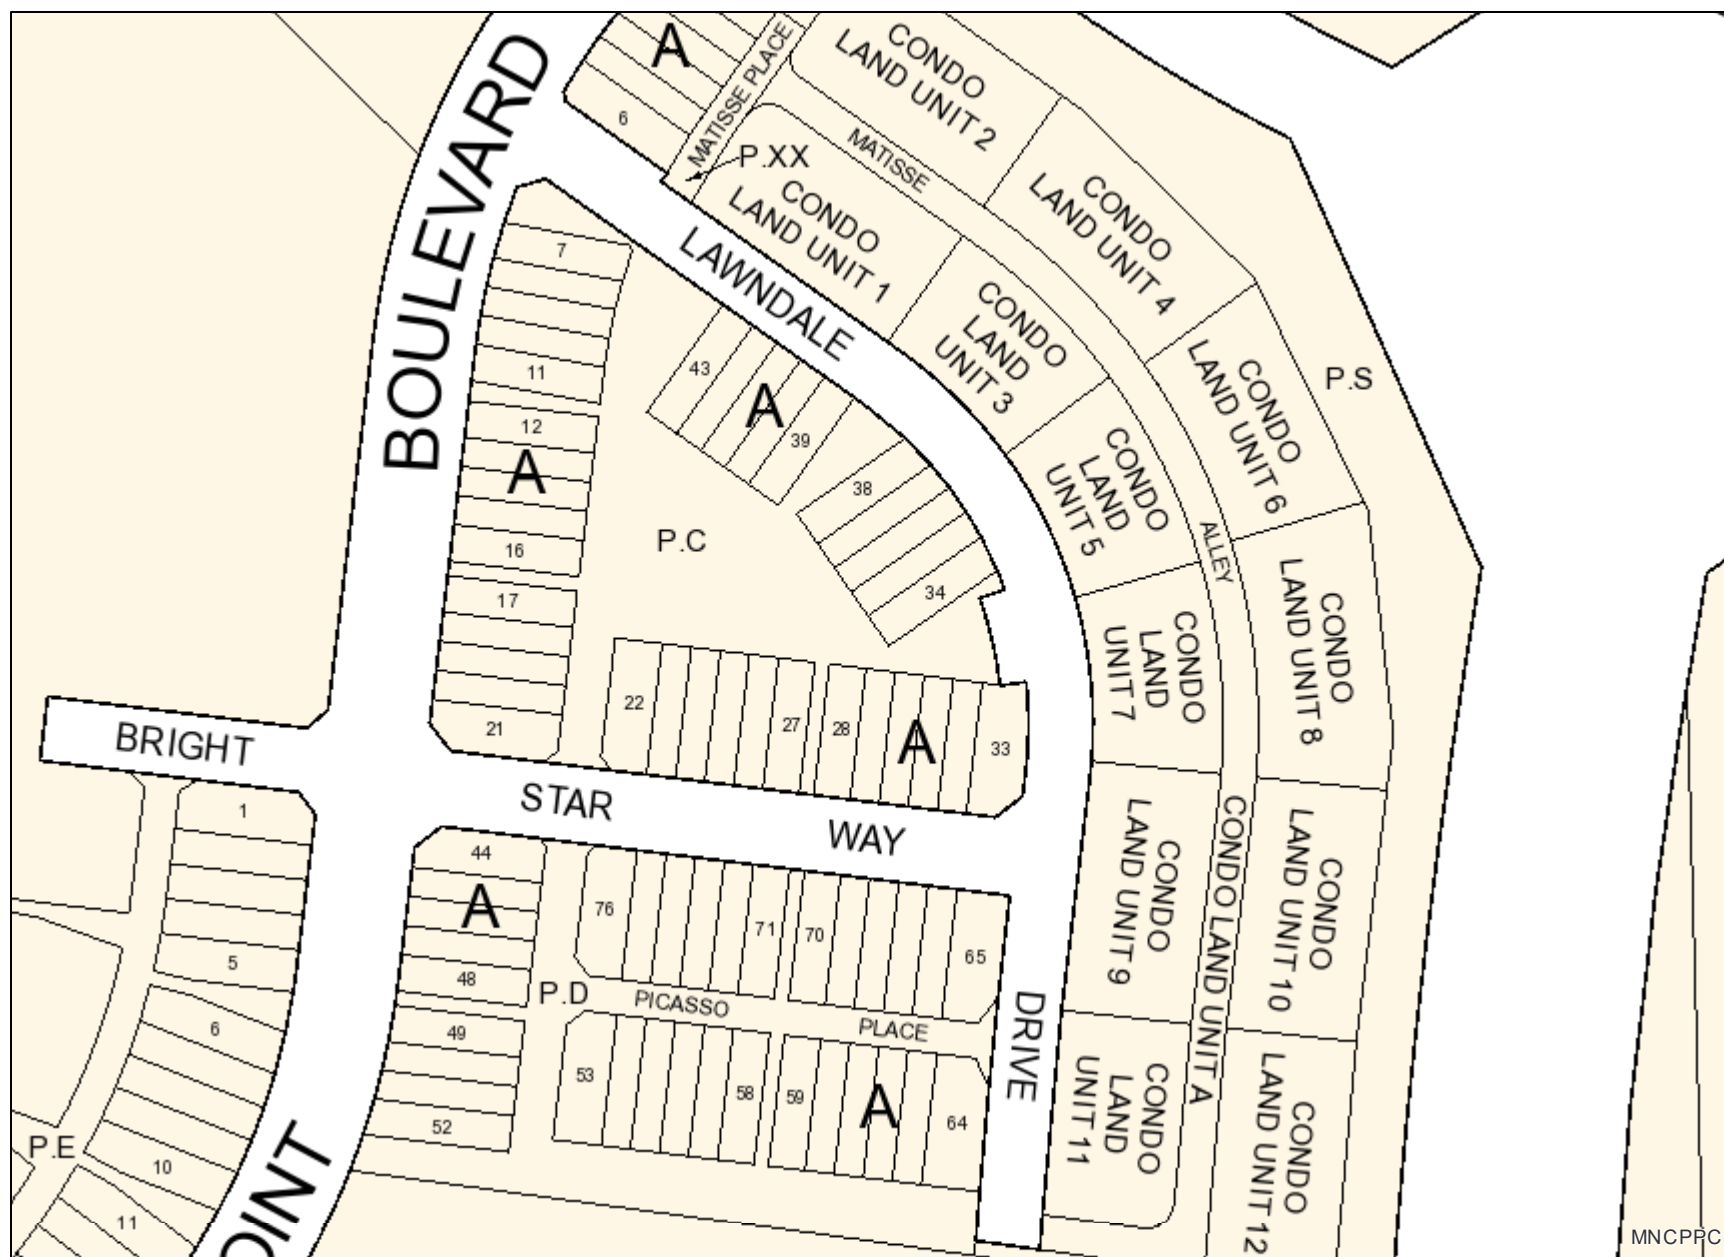 A
MATISSE PLACE
CONDO
LAND UNIT 2
6
P.XX
MATISSE
BOULEVARD
CONDO
LAND UNIT 1
CONDO
LAND UNIT 4
7
LAWNDALE
CONDO
LAND
UNIT 3
11
43
A
39
CONDO
LAND UNIT 6
P.S
12
A
38
CONDO
LAND
UNIT 5
16
P.C
ALLEY
17
34
CONDO
LAND
UNIT 7
CONDO
LAND UNIT 8
22
27
28
A
33
21
BRIGHT
STAR
WAY
1
44
A
76
71
70
65
CONDO
LAND UNIT 9
CONDO LAND UNIT A
CONDO
LAND UNIT 10
5
48
P.D
PICASSO
PLACE
DRIVE
6
49
53
58
59
A
64
CONDO
LAND
UNIT 11
CONDO
LAND UNIT 12
52
P.E
10
11
OINT
MNCPPC